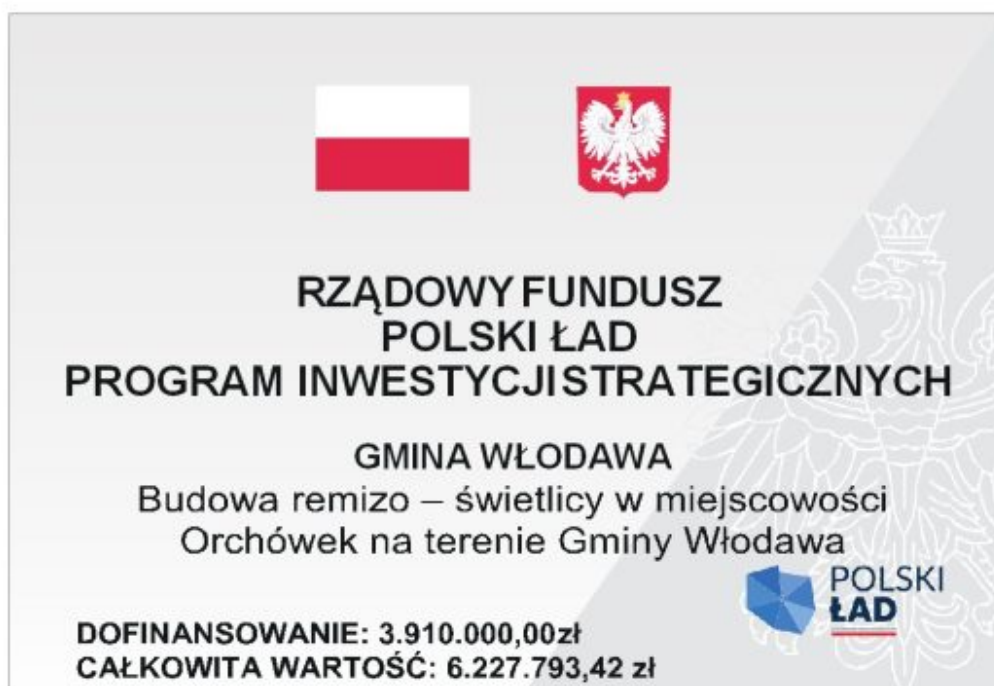 RZĄDOWY FUNDUSZ
POLSKI ŁAD
PROGRAM INWESTYCJI STRATEGICZNYCH
GMINA WŁODAWA
Budowa remizo – świetlicy w miejscowości
Orchówek na terenie Gminy Włodawa
POLSKI
ŁAD
DOFINANSOWANIE: 3.910.000,00zł
CAŁKOWITA WARTOŚĆ: 6.227.793,42 zł